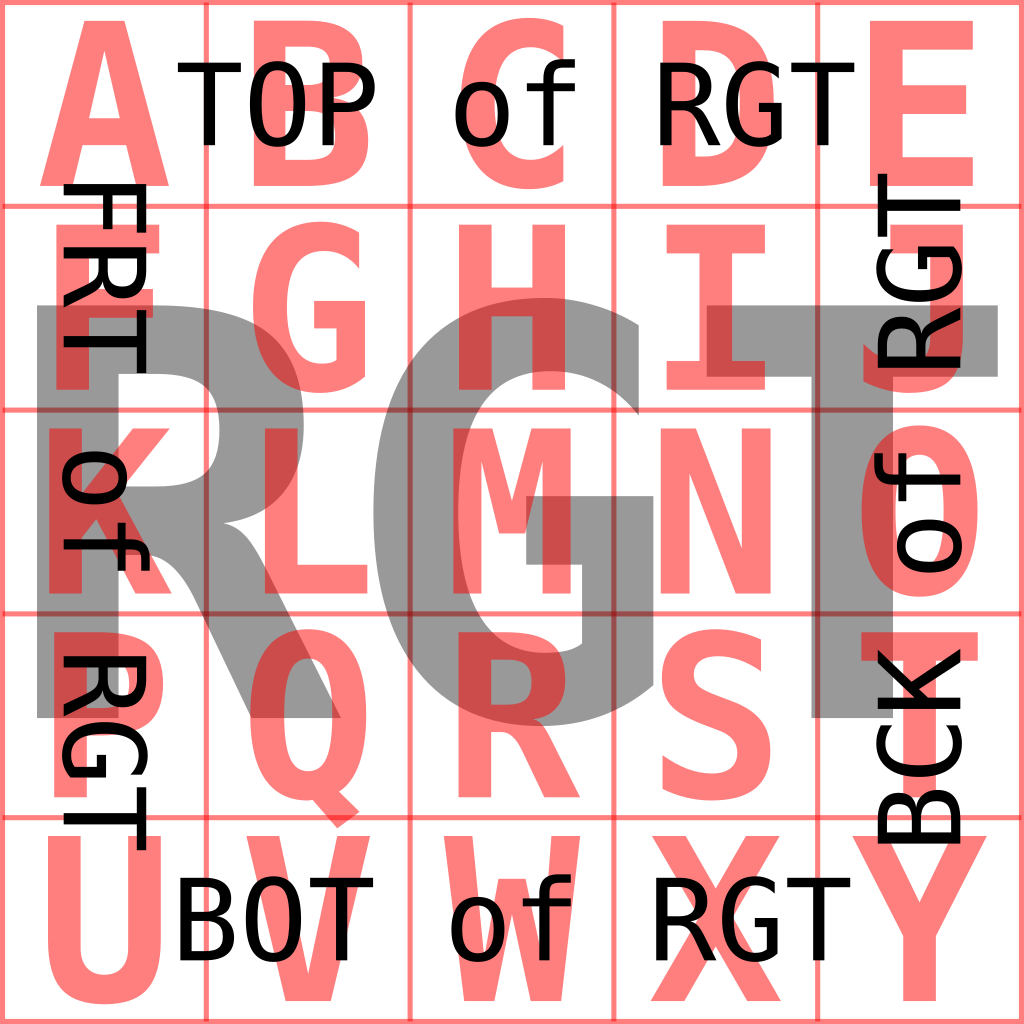 A B C D E
TOP of RGT
F G H I J
K L M N O
P Q R S T
U V W X Y
RGT
FRT of RGT
BCK of RGT
BOT of RGT